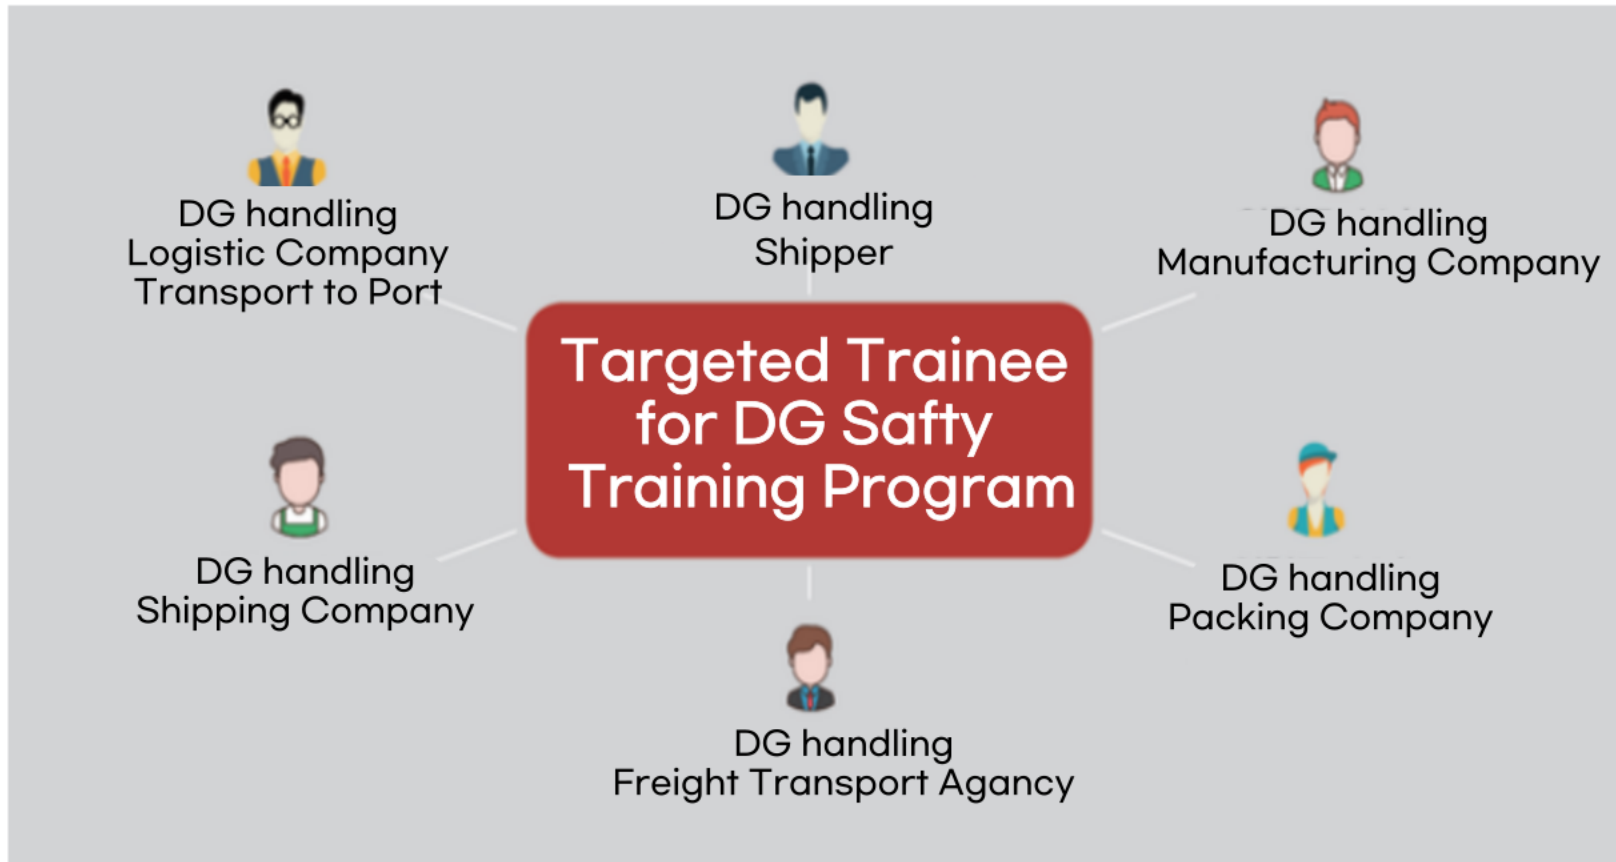 DG handling
Logistic Company
Transport to Port
DG handling
Shipper
DG handling
Manufacturing Company
Targeted Trainee
for DG Safty
Training Program
DG handling
Shipping Company
DG handling
Packing Company
DG handling
Freight Transport Agancy